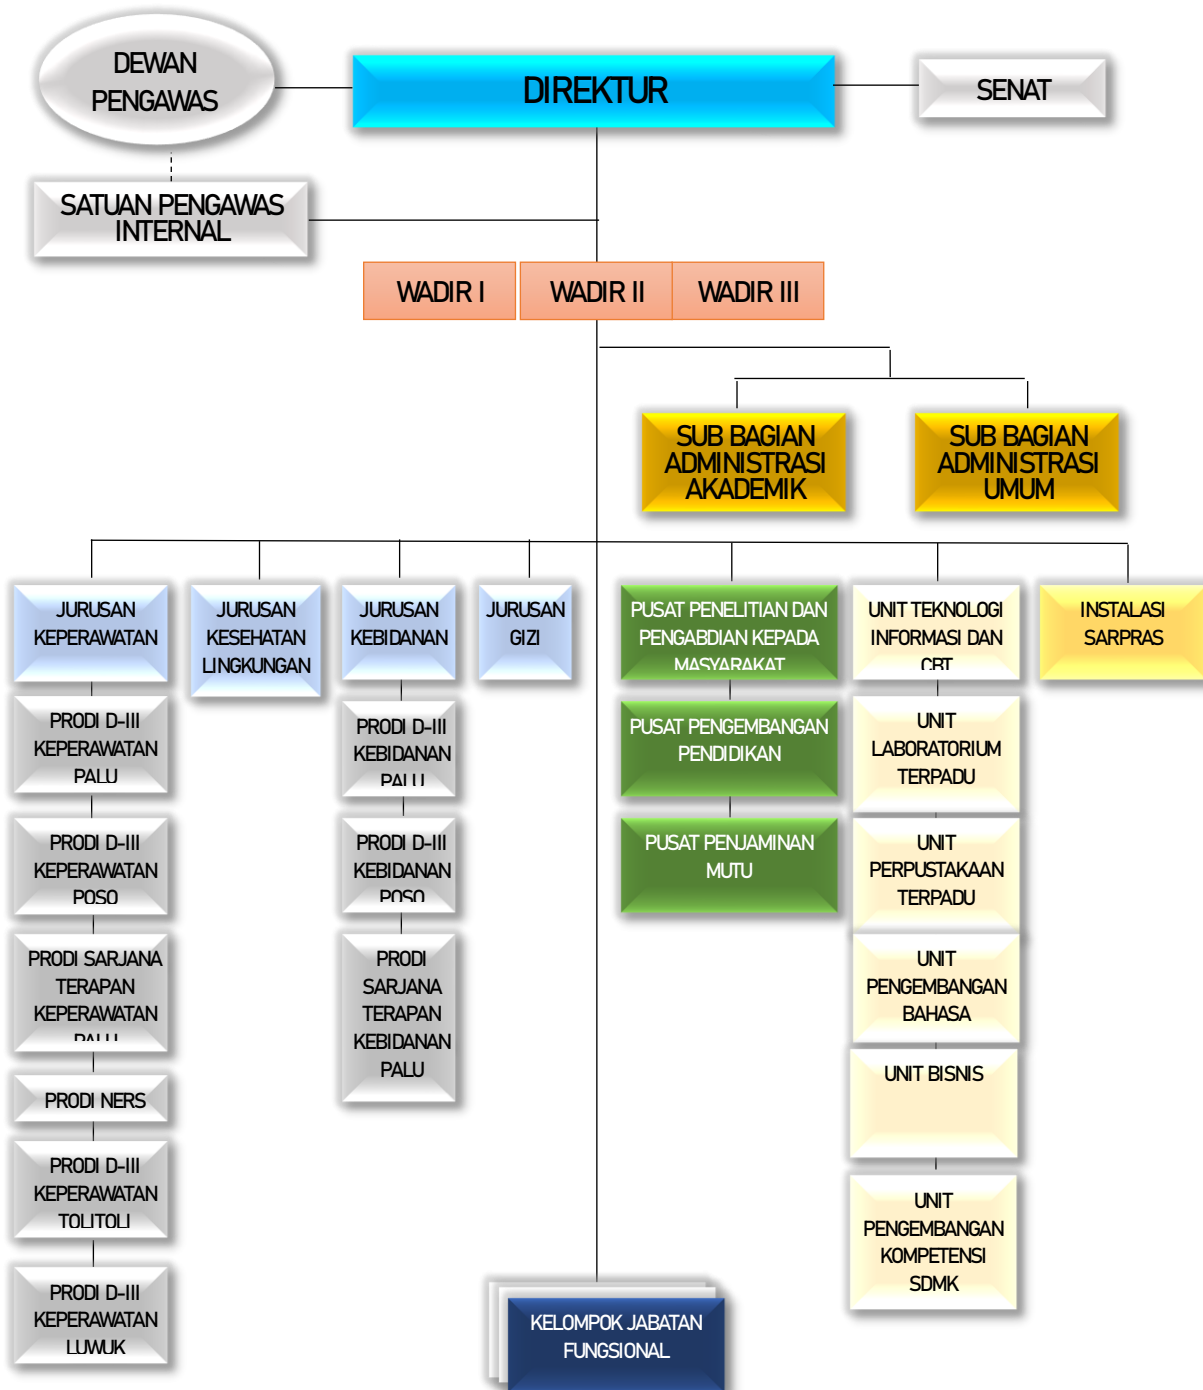 DEWAN
PENGAWAS
DIREKTUR
SENAT
SATUAN PENGAWAS
INTERNAL
WADIR I
WADIR II
WADIR III
SUB BAGIAN
ADMINISTRASI
AKADEMIK
SUB BAGIAN
ADMINISTRASI
UMUM
JURUSAN
KEPERAWATAN
JURUSAN
KESEHATAN
LINGKUNGAN
JURUSAN
KEBIDANAN
JURUSAN
GIZI
PUSAT PENELITIAN DAN
PENGABDIAN KEPADA
MASYARAKAT
UNIT TEKNOLOGI
INFORMASI DAN
CBT
INSTALASI
SARPRAS
PRODI D-III
KEPERAWATAN
PALU
PRODI D-III
KEBIDANAN
PALU
PUSAT PENGEMBANGAN
PENDIDIKAN
UNIT
LABORATORIUM
TERPADU
PRODI D-III
KEPERAWATAN
POSO
PRODI D-III
KEBIDANAN
POSO
PUSAT PENJAMINAN
MUTU
UNIT
PERPUSTAKAAN
TERPADU
PRODI SARJANA
TERAPAN
KEPERAWATAN
PALU
PRODI
SARJANA
TERAPAN
KEBIDANAN
PALU
UNIT
PENGEMBANGAN
BAHASA
PRODI NERS
UNIT BISNIS
PRODI D-III
KEPERAWATAN
TOLITOLI
UNIT
PENGEMBANGAN
KOMPETENSI
SDMK
PRODI D-III
KEPERAWATAN
LUWUK
KELOMPOK JABATAN
FUNGSIONAL